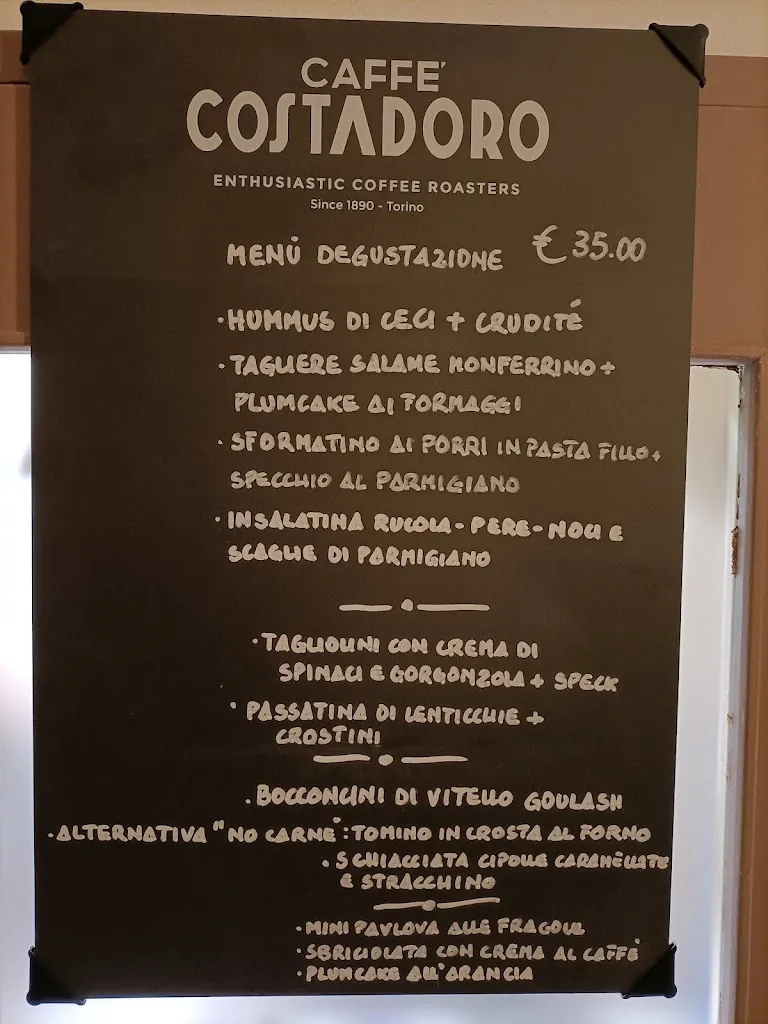 CAFFE'
COSTADORO
ENTHUSIASTIC COFFEE ROASTERS
Since 1890 - Torino
MENÙ DEGUSTAZIONE € 35.00
• HUMMUS DI CECI + CRUDITÉ
• TAGLIERE SALAME MONFERRINO +
PLUMCAKE AI FORMAGGI
• SFORMATINO AI PORRI IN PASTA FILLO +
SPECCHIO AL PARMIGIANO
• INSALATINA RUCOLA - PERE - NOCI E
SCAGLIE DI PARMIGIANO
• TAGLIOLINI CON CREMA DI
SPINACI E GORGONZOLA + SPECK
• PASSATINA DI LENTICCHIE +
CROSTINI
• BOCCONCINI DI VITELLO GOULASH
• ALTERNATIVA "NO CARNE": TOMINO IN CROSTA AL FORNO
• SCHIACCIATA CIPOLLE CARAMELLATE
E STRACCHINO
• MINI PAVLOVA ALLE FRAGOLE
• SBRICIOLATA CON CREMA AL CAFFÈ
• PLUMCAKE ALL'ARANCIA